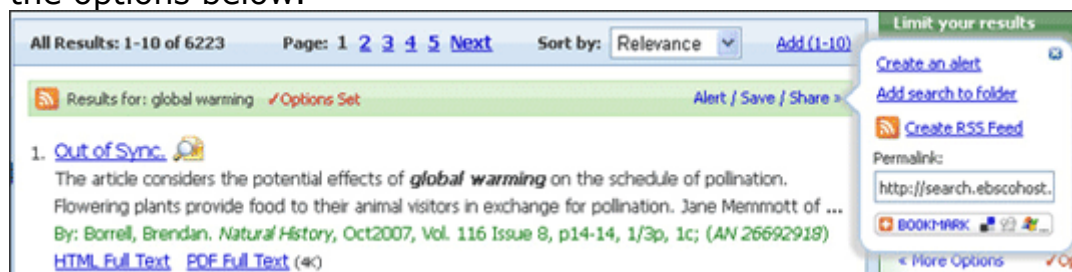 the options below.
Limit your results
All Results: 1-10 of 6223 Page: 1 2 3 4 5 Next Sort by: Relevance Add (1-10)
Create an alert
Results for: global warming ✓Options Set Alert / Save / Share »
Add search to folder
Create RSS Feed
1. Out of Sync.
Permalink:
The article considers the potential effects of global warming on the schedule of pollination.
http://search.ebscohost.
Flowering plants provide food to their animal visitors in exchange for pollination. Jane Memmott of ...
BOOKMARK
By: Borrell, Brendan. Natural History, Oct2007, Vol. 116 Issue 8, p14-14, 1/3p, 1c; (AN 26692918)
HTML Full Text PDF Full Text (4K)
« More Options